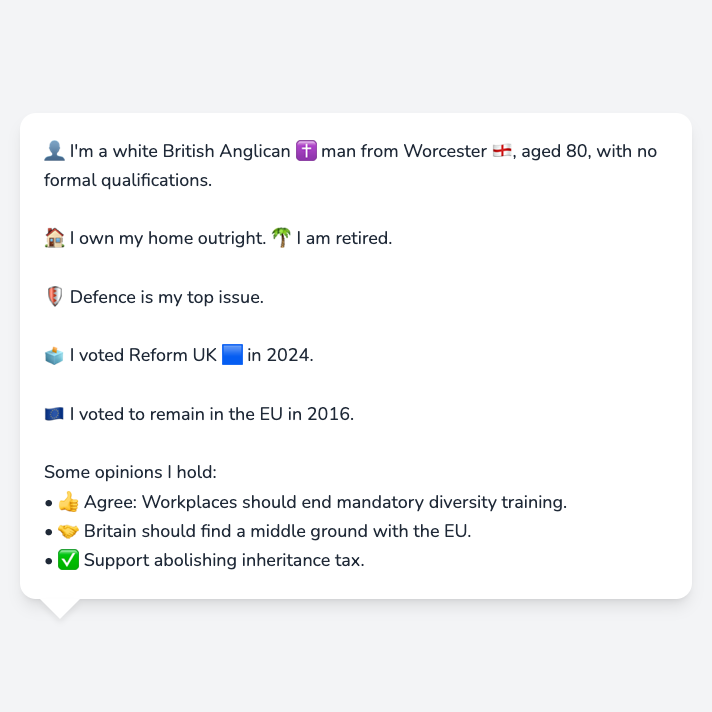 👤 I'm a white British Anglican ✝️ man from Worcester 🏴󠁧󠁢󠁥󠁮󠁧󠁿, aged 80, with no
formal qualifications.
🏠 I own my home outright. 🌴 I am retired.
🛡️ Defence is my top issue.
🗳️ I voted Reform UK 🟦 in 2024.
🇪🇺 I voted to remain in the EU in 2016.
Some opinions I hold:
• 👍 Agree: Workplaces should end mandatory diversity training.
• 🤝 Britain should find a middle ground with the EU.
• ✅ Support abolishing inheritance tax.